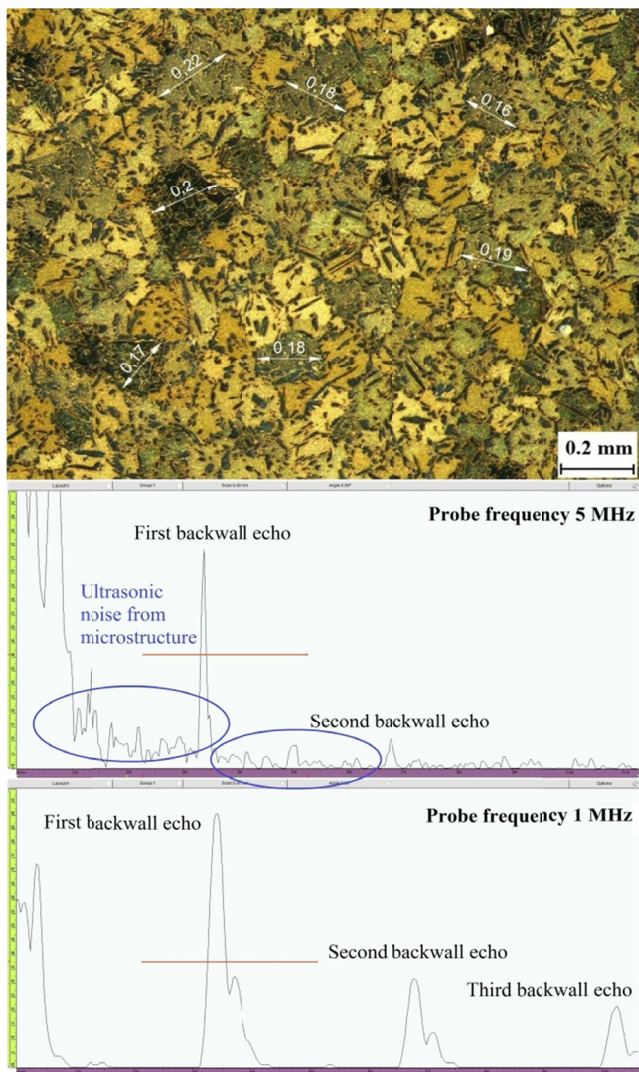 0,22
0,18
0,16
0,2
0,19
0,17
0,18
0.2 mm
Probe frequency 5 MHz
First backwall echo
Ultrasonic
noise from
microstructure
Second backwall echo
Probe frequency 1 MHz
First backwall echo
Second backwall echo
Third backwall echo